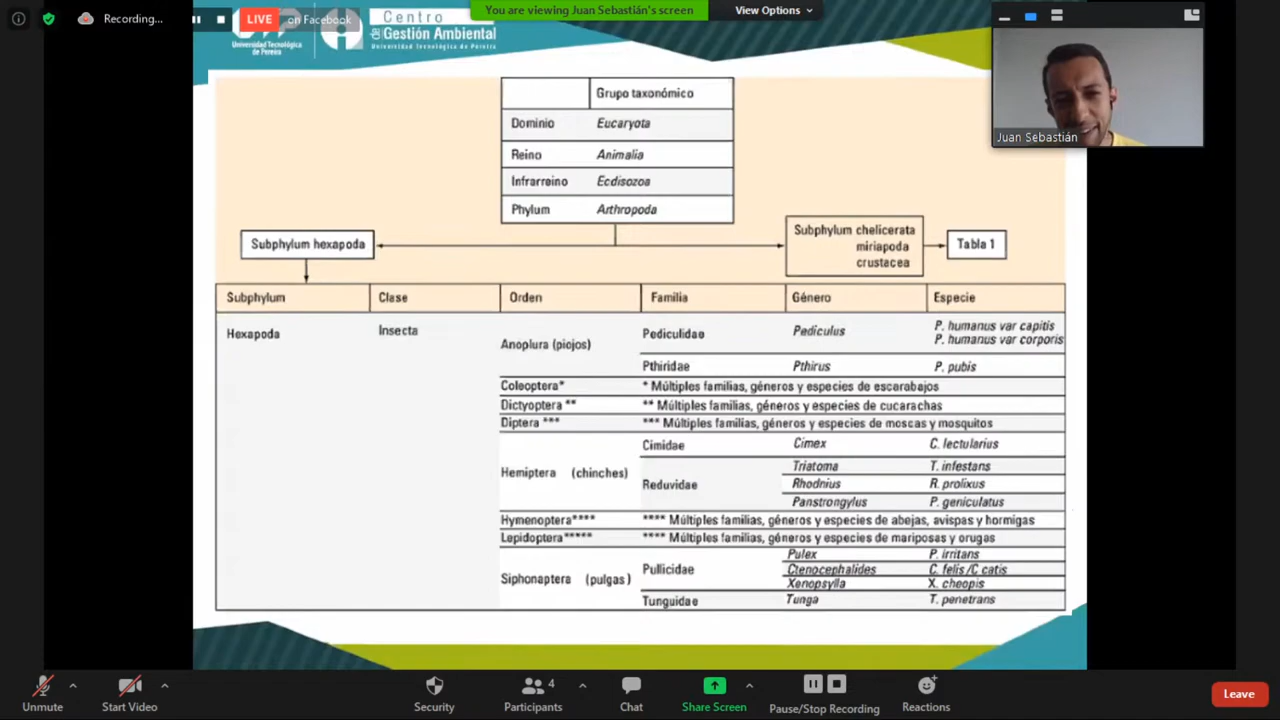 Recording...
LIVE on Facebook
You are viewing Juan Sebastián's screen
View Options
Universidad Tecnológica
de Pereira
Centro
de Gestión Ambiental
Universidad Tecnológica de Pereira
Juan Sebastián
Grupo taxonómico
Dominio Eucaryota
Reino Animalia
Infrarreino Ecdisozoa
Phylum Arthropoda
Subphylum hexapoda
Subphylum chelicerata
miriapoda
crustacea
Tabla 1
Subphylum Clase Orden Familia Género Especie
Hexapoda Insecta Anoplura (piojos) Pediculidae Pediculus P. humanus var capitis
P. humanus var corporis
Pthiridae Pthirus P. pubis
Coleoptera* * Múltiples familias, géneros y especies de escarabajos
Dictyoptera ** ** Múltiples familias, géneros y especies de cucarachas
Diptera *** *** Múltiples familias, géneros y especies de moscas y mosquitos
Hemiptera (chinches) Cimidae Cimex C. lectularius
Reduvidae Triatoma T. infestans
Rhodnius R. prolixus
Panstrongylus P. geniculatus
Hymenoptera**** **** Múltiples familias, géneros y especies de abejas, avispas y hormigas
Lepidoptera***** **** Múltiples familias, géneros y especies de mariposas y orugas
Siphonaptera (pulgas) Pullicidae Pulex P. irritans
Ctenocephalides C. felis /C catis
Xenopsylla X. cheopis
Tunguidae Tunga T. penetrans
Unmute
Start Video
Security
4
Participants
Chat
Share Screen
Pause/Stop Recording
Reactions
Leave